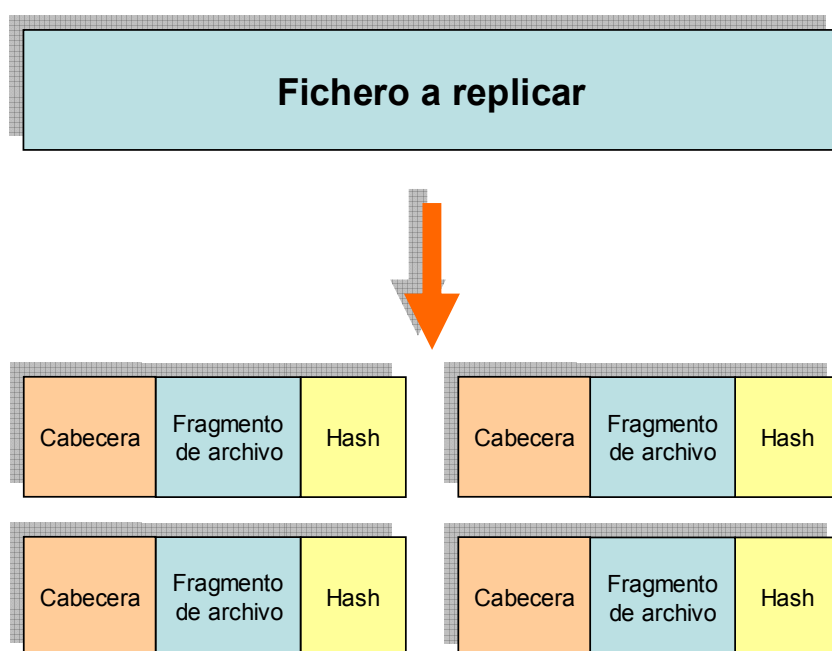 Fichero a replicar
Cabecera
Fragmento
de archivo
Hash
Cabecera
Fragmento
de archivo
Hash
Cabecera
Fragmento
de archivo
Hash
Cabecera
Fragmento
de archivo
Hash